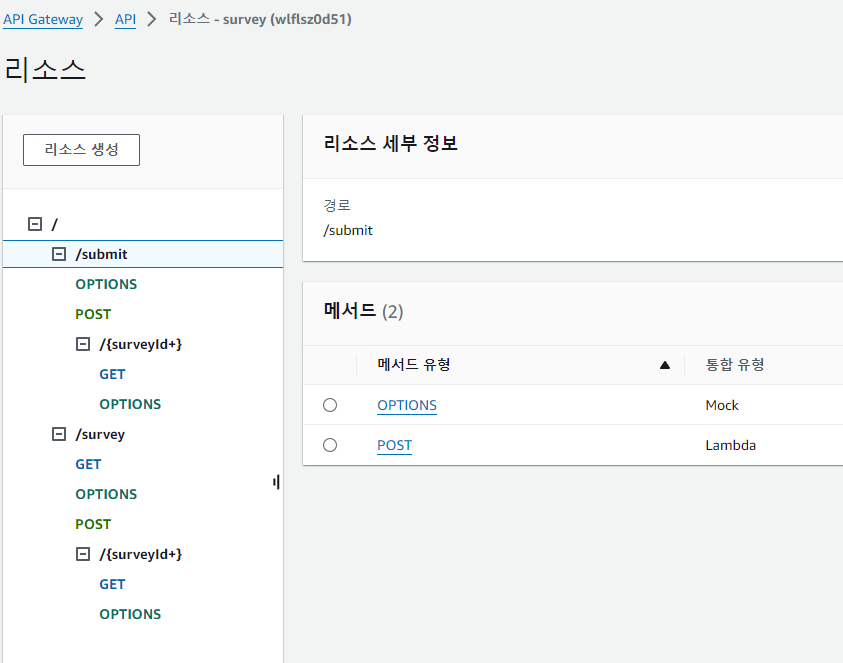 API Gateway > API > 리소스 - survey (wlflsz0d51)
리소스
리소스 생성
/
/submit
OPTIONS
POST
/{surveyId+}
GET
OPTIONS
/survey
GET
OPTIONS
POST
/{surveyId+}
GET
OPTIONS
리소스 세부 정보
경로
/submit
메서드 (2)
메서드 유형 ▲ 통합 유형
OPTIONS Mock
POST Lambda